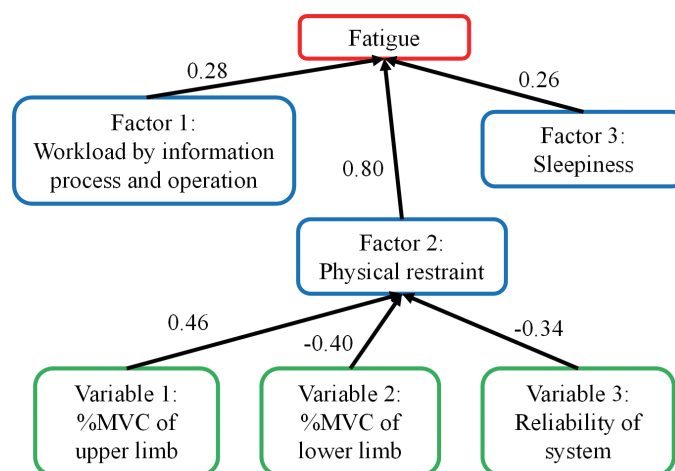 Fatigue
0.28
0.26
Factor 1:
Workload by information
process and operation
Factor 3:
Sleepiness
0.80
Factor 2:
Physical restraint
0.46
-0.40
-0.34
Variable 1:
%MVC of
upper limb
Variable 2:
%MVC of
lower limb
Variable 3:
Reliability of
system